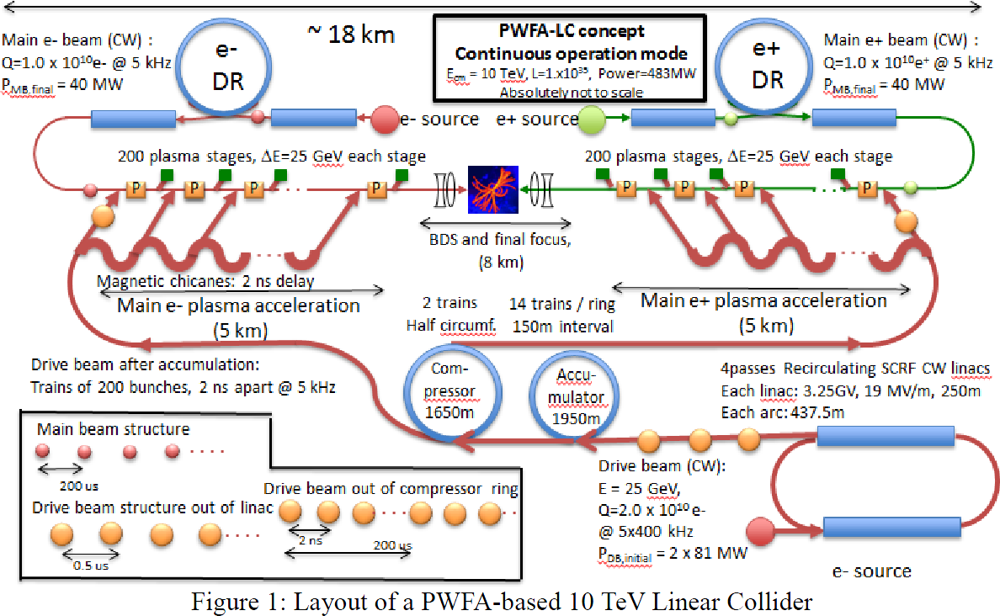 ~ 18 km
PWFA-LC concept
Continuous operation mode
Ecm = 10 TeV, L=1.x10³⁵, Power=483MW
Absolutely not to scale
Main e- beam (CW) :
Q=1.0 x 10¹⁰e- @ 5 kHz
PMB,final = 40 MW
e-
DR
e+
DR
Main e+ beam (CW) :
Q=1.0 x 10¹⁰e⁺ @ 5 kHz
PMB,final = 40 MW
e- source
e+ source
200 plasma stages, ΔE=25 GeV each stage
200 plasma stages, ΔE=25 GeV each stage
P
P
P
P
P
P
P
P
BDS and final focus,
(8 km)
Magnetic chicanes: 2 ns delay
Main e- plasma acceleration
(5 km)
Main e+ plasma acceleration
(5 km)
2 trains
Half circumf.
14 trains / ring
150m interval
Drive beam after accumulation:
Trains of 200 bunches, 2 ns apart @ 5 kHz
Com-
pressor
1650m
Accu-
mulator
1950m
4passes Recirculating SCRF CW linacs
Each linac: 3.25GV, 19 MV/m, 250m
Each arc: 437.5m
Main beam structure
200 us
Drive beam structure out of linac
0.5 us
Drive beam out of compressor ring
2 ns
200 us
Drive beam (CW):
E = 25 GeV,
Q=2.0 x 10¹⁰ e-
@ 5x400 kHz
PDB,initial = 2 x 81 MW
e- source
Figure 1: Layout of a PWFA-based 10 TeV Linear Collider